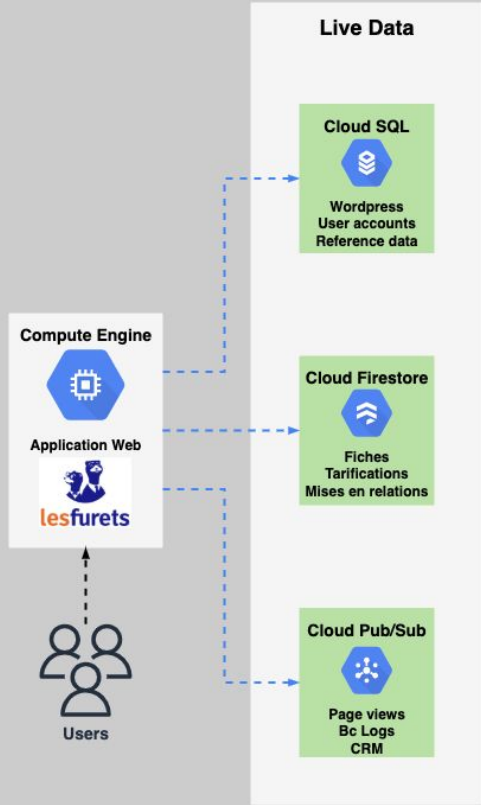 Live Data
Cloud SQL
Wordpress
User accounts
Reference data
Compute Engine
Application Web
lesfurets
Cloud Firestore
Fiches
Tarifications
Mises en relations
Users
Cloud Pub/Sub
Page views
Bc Logs
CRM